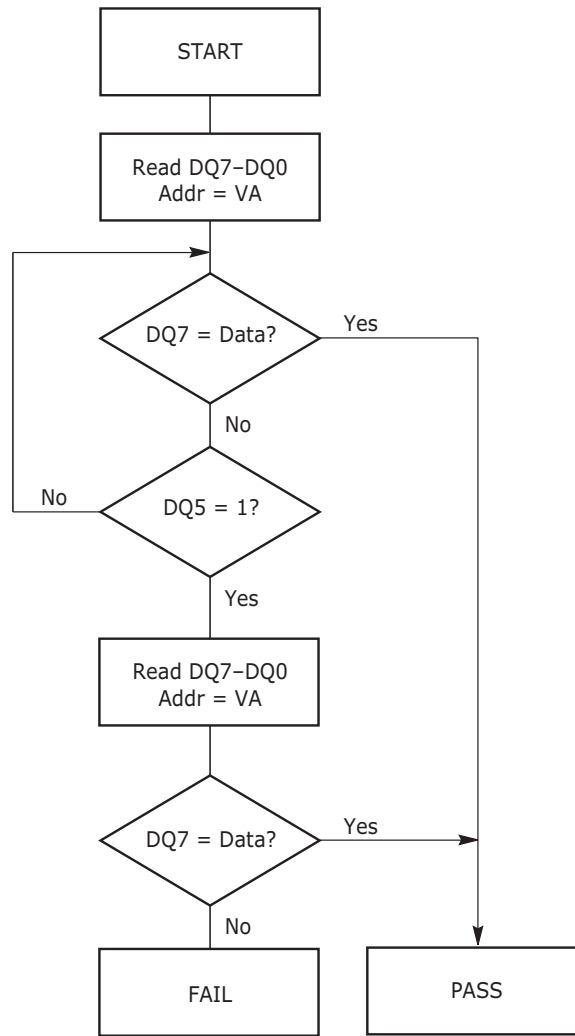 START
Read DQ7–DQ0
Addr = VA
DQ7 = Data?
Yes
No
No
DQ5 = 1?
Yes
Read DQ7–DQ0
Addr = VA
DQ7 = Data?
Yes
No
FAIL
PASS